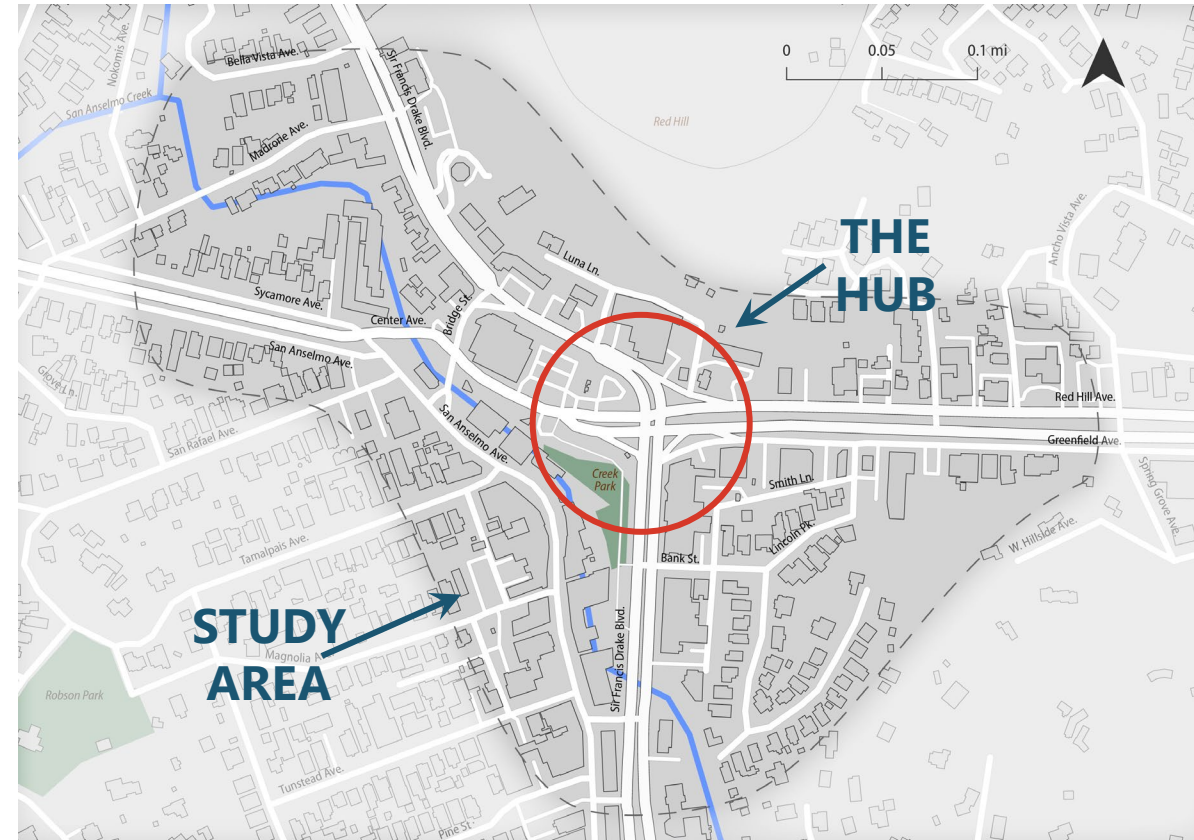 Bella Vista Ave.
Nokomis Ave.
Sir Francis Drake Blvd.
0 0.05 0.1 mi
San Anselmo Creek
Red Hill
Madrone Ave.
Ancho Vista Ave.
THE
HUB
Luna Ln.
Sycamore Ave.
Center Ave.
Bridge St.
San Anselmo Ave.
Glove Ln.
Red Hill Ave.
San Anselmo Ave.
San Rafael Ave.
Greenfield Ave.
Creek
Park
Smith Ln.
Spring Grove Ave.
Lincoln Pk.
W. Hillside Ave.
Tamalpais Ave.
Bank St.
STUDY
AREA
Magnolia A
Sir Francis Drake Blvd.
Robson Park
Tunstead Ave.
Pine St